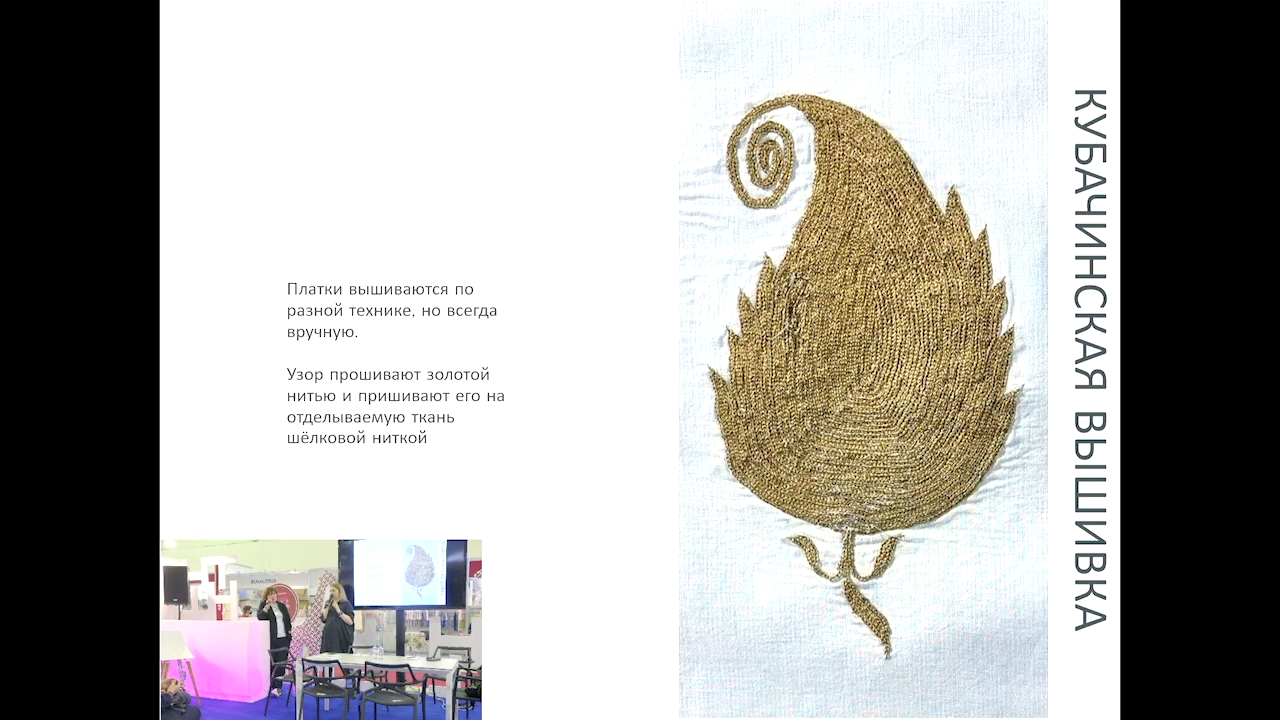 Платки вышиваются по
разной технике, но всегда
вручную.
Узор прошивают золотой
нитью и пришивают его на
отделываемую ткань
шёлковой ниткой
КУБАЧИНСКАЯ ВЫШИВКА